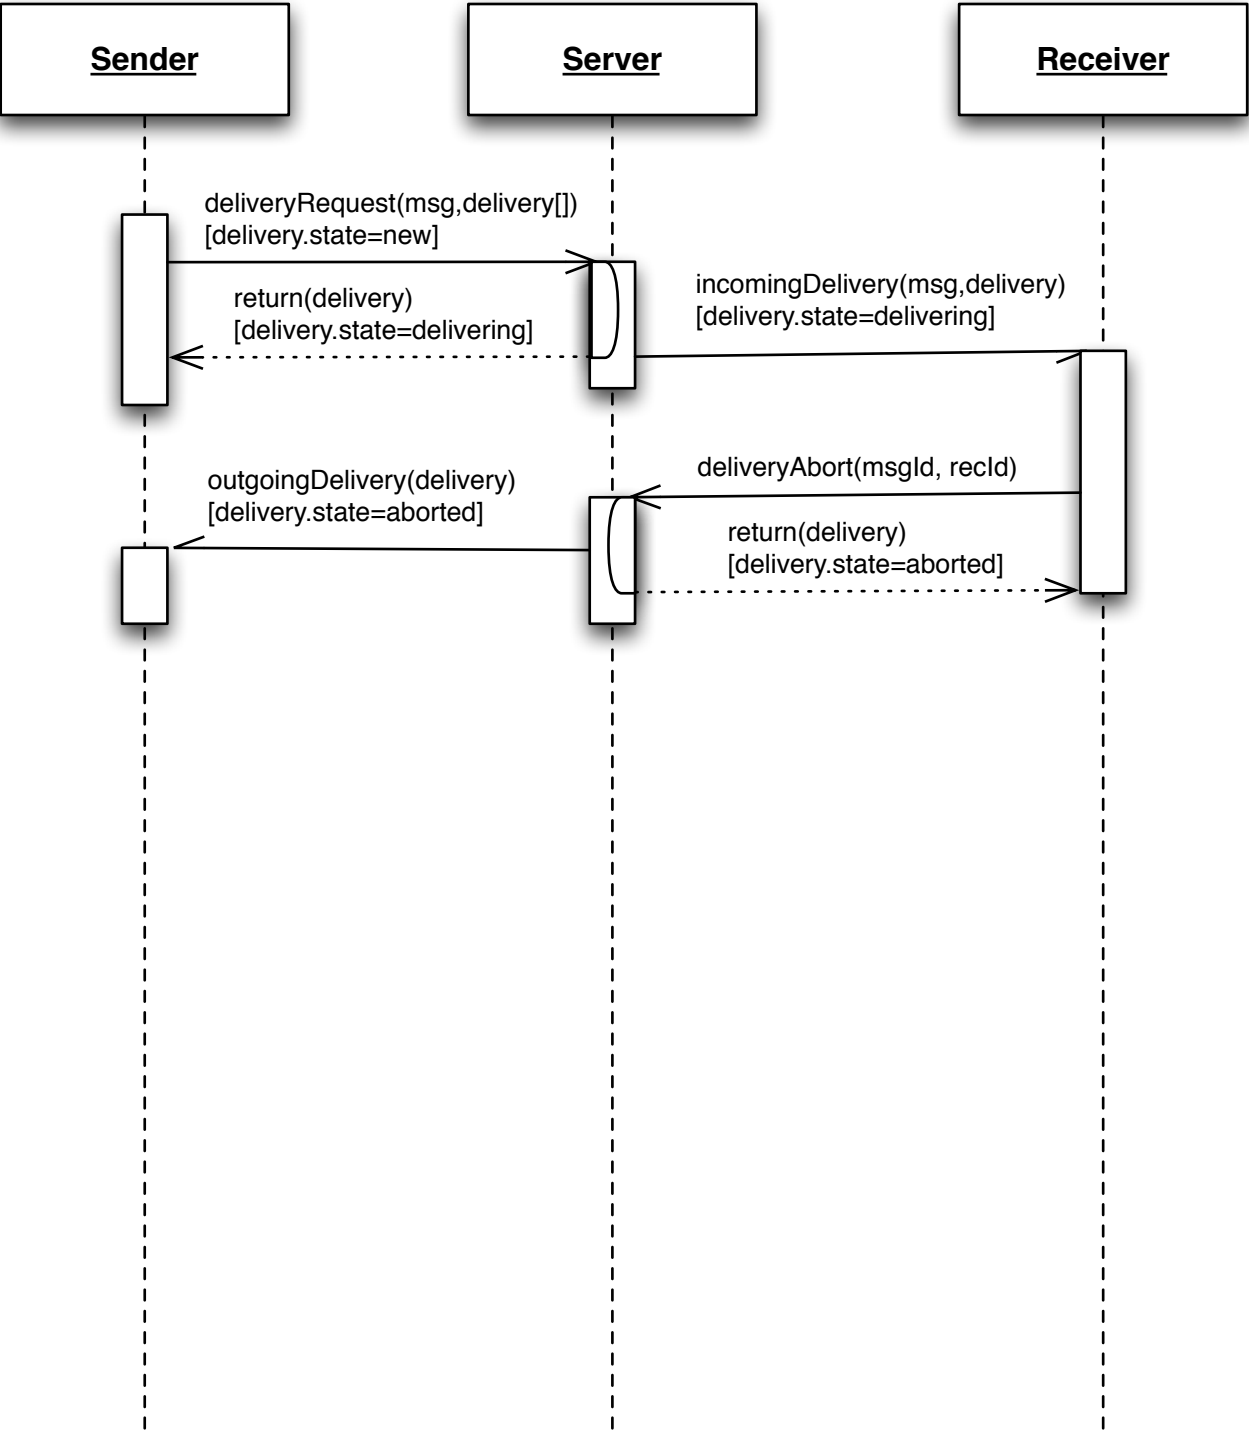 Sender
Server
Receiver
deliveryRequest(msg,delivery[])
[delivery.state=new]
return(delivery)
[delivery.state=delivering]
incomingDelivery(msg,delivery)
[delivery.state=delivering]
deliveryAbort(msgId, recId)
outgoingDelivery(delivery)
[delivery.state=aborted]
return(delivery)
[delivery.state=aborted]